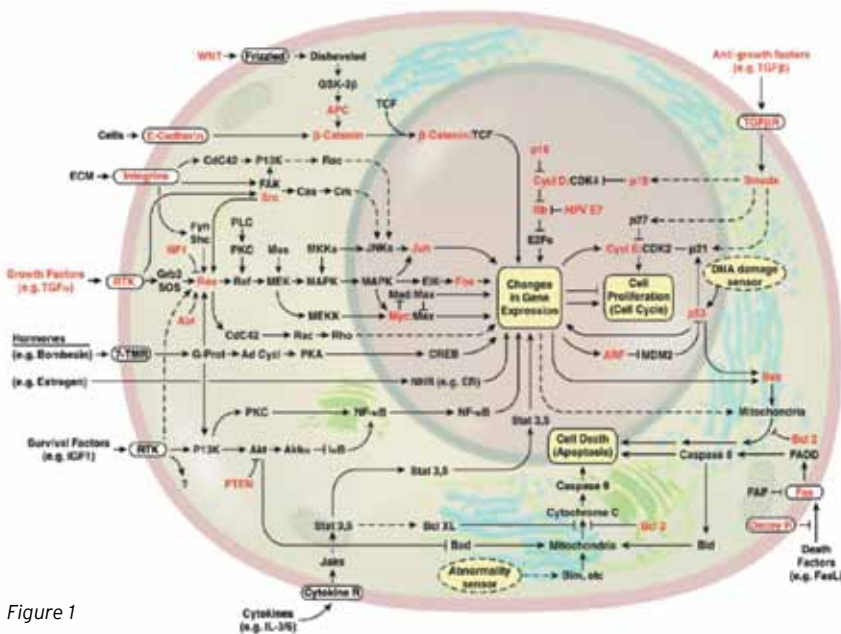 WNT
Frizzled
Disheveled
GSK-3β
APC
TCF
Cells
E-Cadherin
β-Catenin
β-Catenin:TCF
Anti-growth factors
(e.g. TGFβ)
TGFβR
ECM
Integrins
CdC42
P13K
Rac
FAK
Src
Cas
Crk
p16
Cycl D:CDK4
p15
Smads
Rb
HPV E7
Fyn
Shc
PLC
PKC
Mos
MKKs
JNKs
Jun
E2Fs
p27
Cycl E:CDK2
p21
NF1
Growth Factors
(e.g. TGFα)
RTK
Grb2
SOS
Ras
Raf
MEK
MAPK
MAPK
Elk
Fos
Changes
in Gene
Expression
Cell
Proliferation
(Cell Cycle)
DNA damage
sensor
Abl
MEKK
Mad:Max
Myc:Max
p53
CdC42
Rac
Rho
Hormones
(e.g. Bombesin)
7-TMR
G-Prot
Ad Cycl
PKA
CREB
ARF
MDM2
(e.g. Estrogen)
NHR (e.g. ER)
Bax
PKC
NF-κB
NF-κB
Mitochondria
Survival Factors
(e.g. IGF1)
RTK
P13K
Akt
Akkα
IκB
Stat 3,5
Cell Death
(Apoptosis)
Bcl 2
Caspase 8
FADD
?
PTEN
Stat 3,5
Caspase 9
FAP
Fas
Cytochrome C
Stat 3,5
Bcl XL
Bcl 2
Decoy R
Bad
Mitochondria
Bid
Death
Factors
(e.g. FasL)
Jaks
Abnormality
sensor
Bim, etc
Cytokine R
Cytokines
(e.g. IL-3/6)
Figure 1